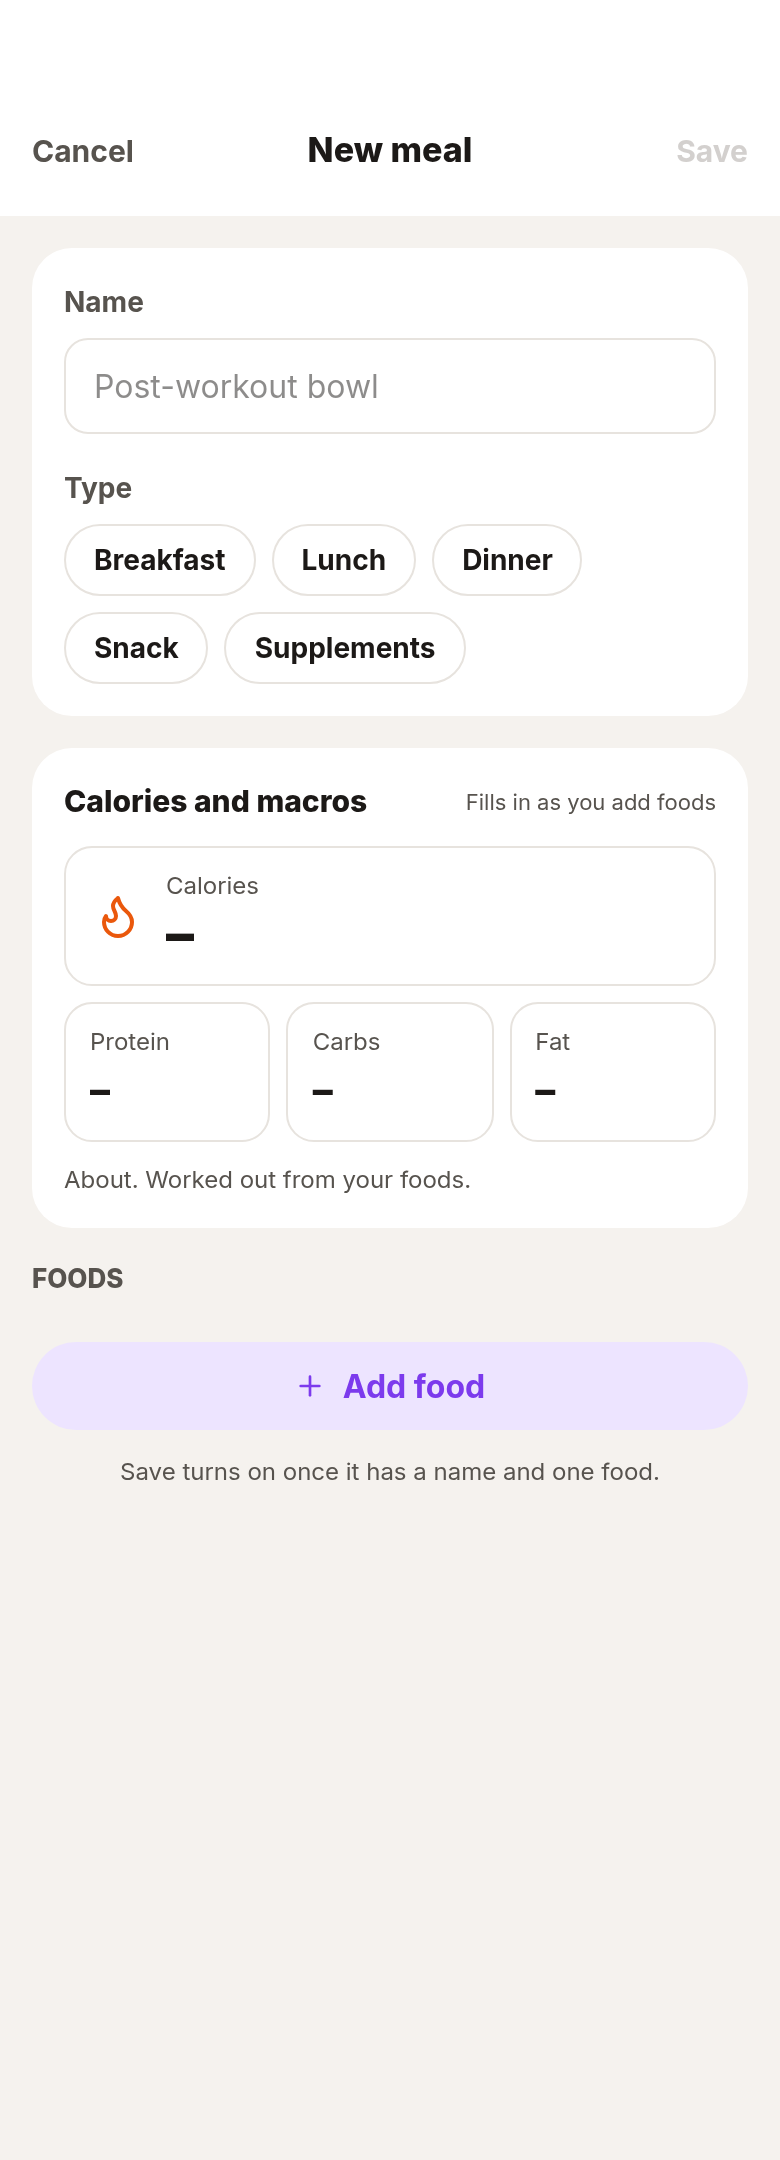 Cancel New meal Save
Name
Post-workout bowl
Type
Breakfast Lunch Dinner
Snack Supplements
Calories and macros Fills in as you add foods
Calories
–
Protein Carbs Fat
– – –
About. Worked out from your foods.
FOODS
+ Add food
Save turns on once it has a name and one food.